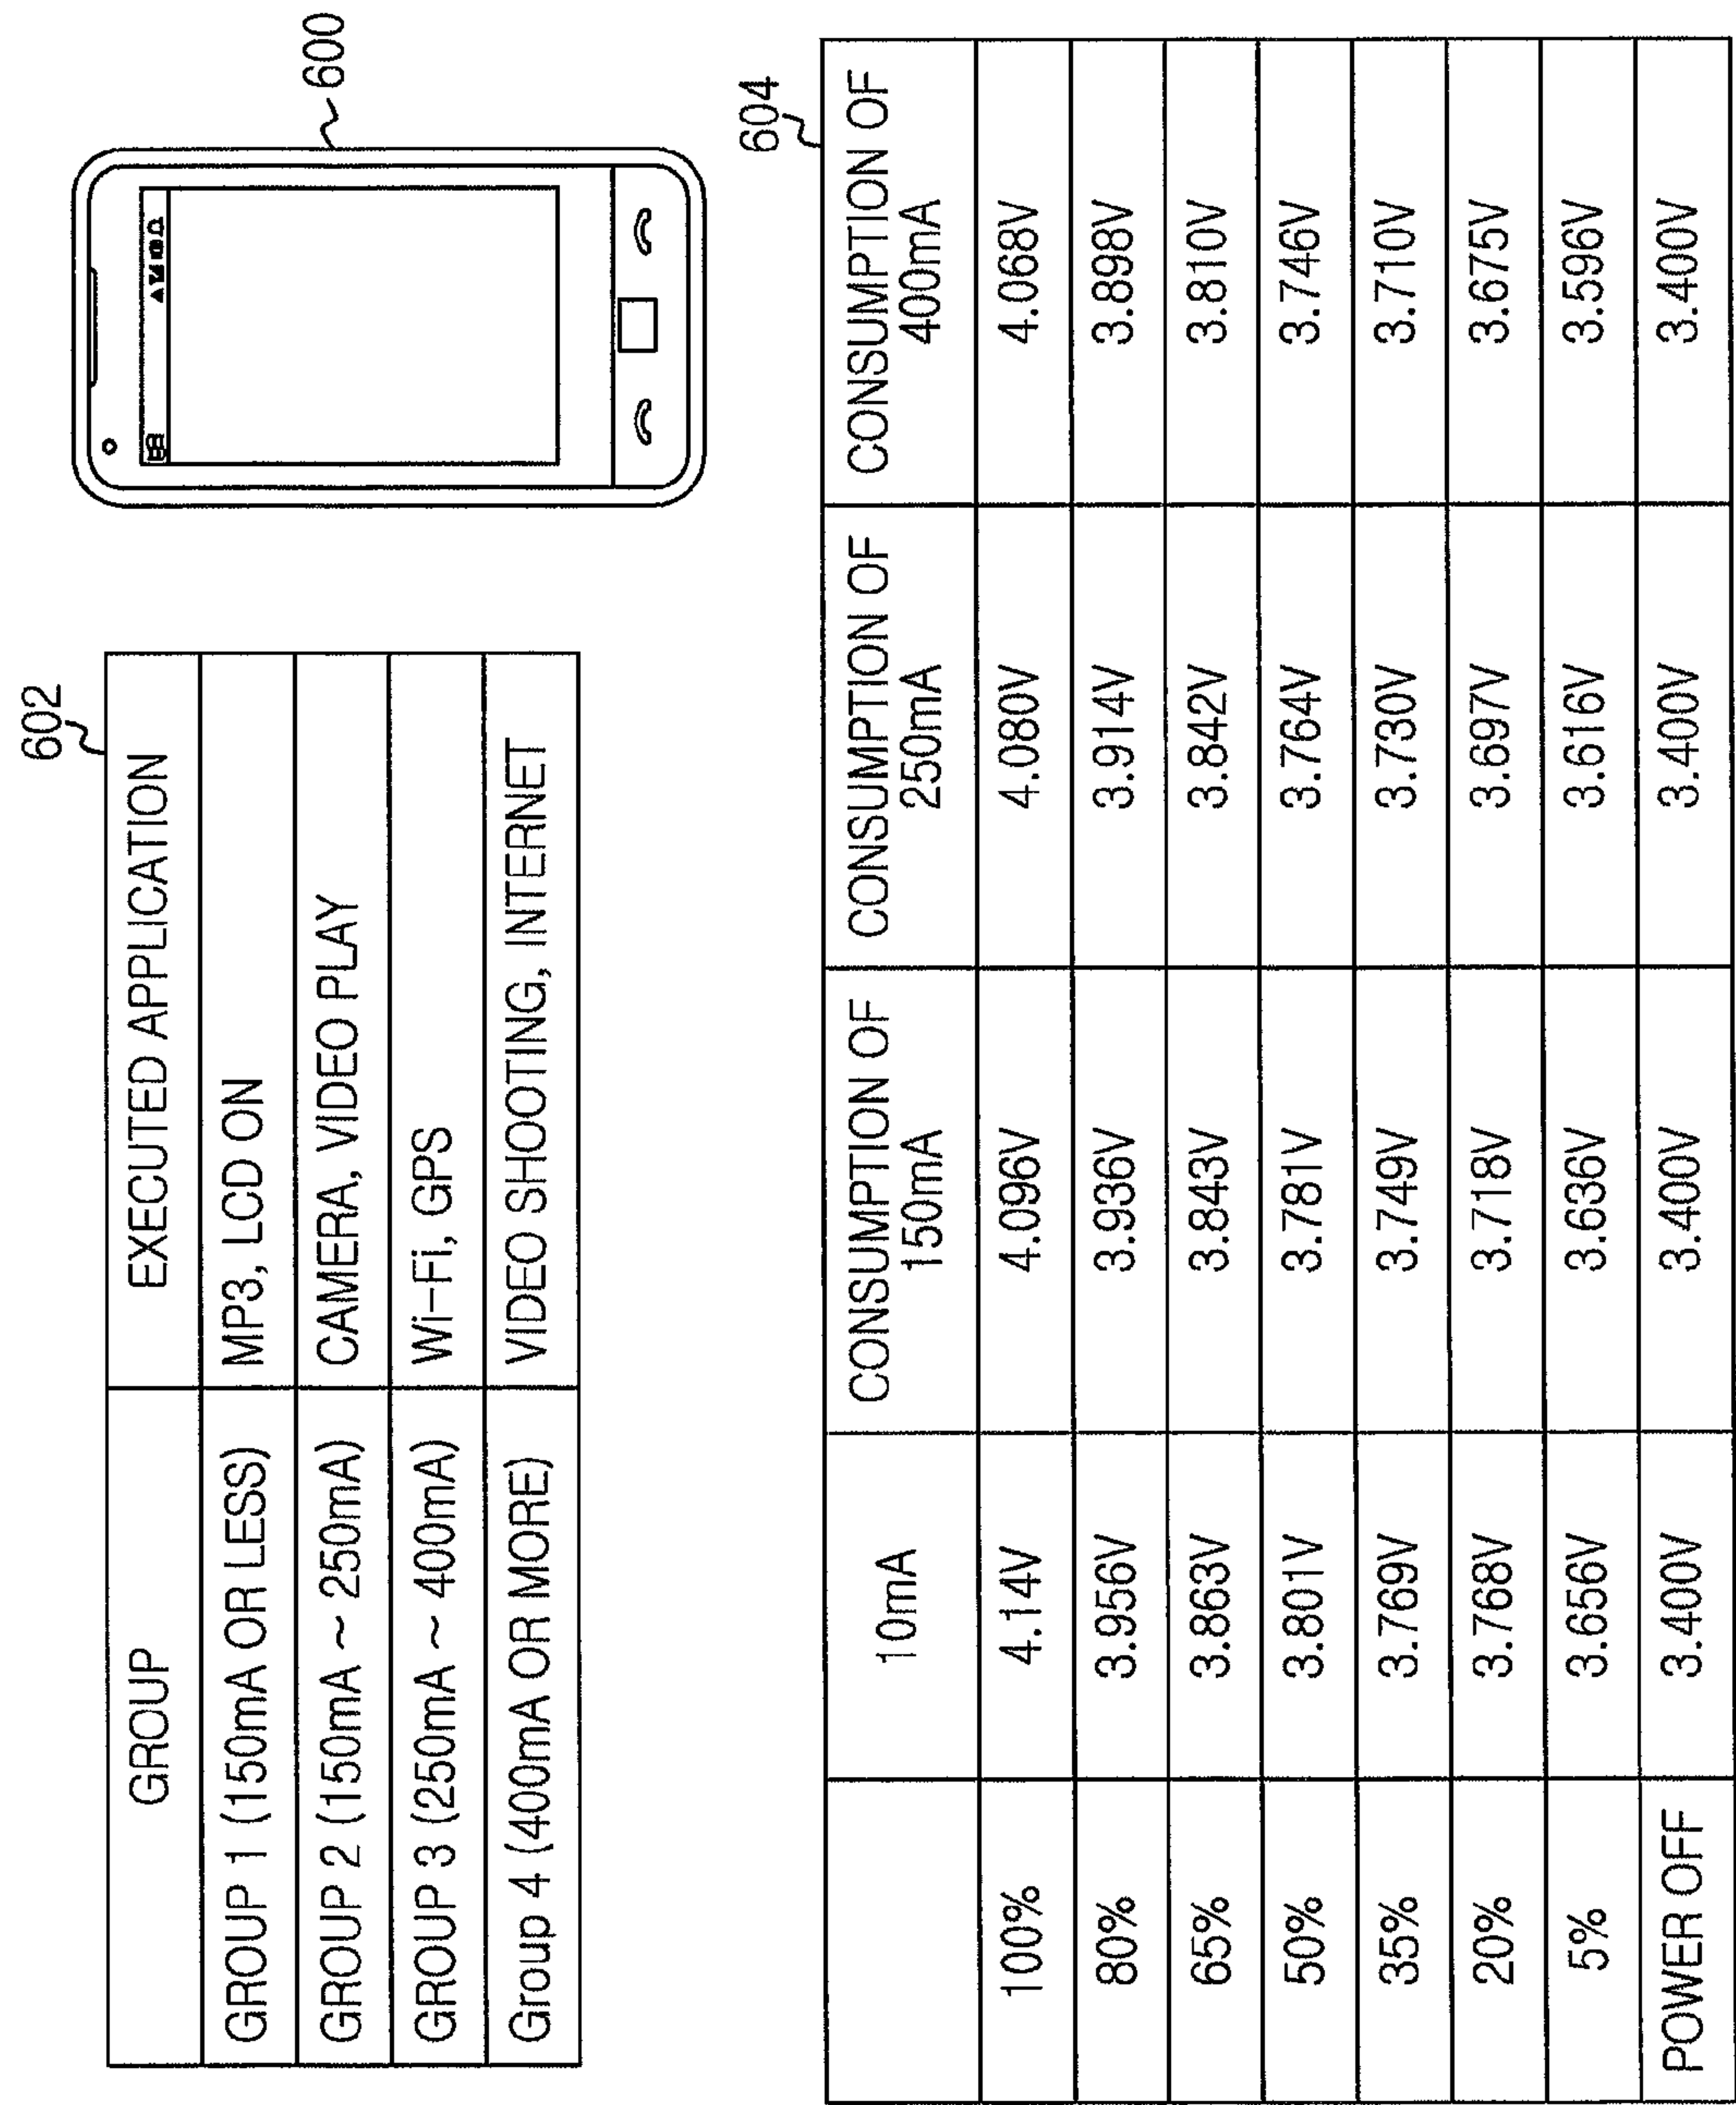 602
GROUP EXECUTED APPLICATION
GROUP 1 (150mA OR LESS) MP3, LCD ON
GROUP 2 (150mA ~ 250mA) CAMERA, VIDEO PLAY
GROUP 3 (250mA ~ 400mA) Wi-Fi, GPS
Group 4 (400mA OR MORE) VIDEO SHOOTING, INTERNET
600
604
10mA CONSUMPTION OF 150mA CONSUMPTION OF 250mA CONSUMPTION OF 400mA
100% 4.14V 4.096V 4.080V 4.068V
80% 3.956V 3.936V 3.914V 3.898V
65% 3.863V 3.843V 3.842V 3.810V
50% 3.801V 3.781V 3.764V 3.746V
35% 3.769V 3.749V 3.730V 3.710V
20% 3.768V 3.718V 3.697V 3.675V
5% 3.656V 3.636V 3.616V 3.596V
POWER OFF 3.400V 3.400V 3.400V 3.400V